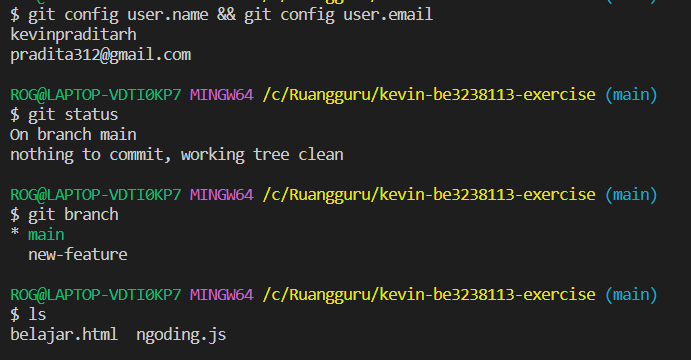 $ git config user.name && git config user.email
kevinpraditarh
pradita312@gmail.com
ROG@LAPTOP-VDTI0KP7 MINGW64 /c/Ruangguru/kevin-be3238113-exercise (main)
$ git status
On branch main
nothing to commit, working tree clean
ROG@LAPTOP-VDTI0KP7 MINGW64 /c/Ruangguru/kevin-be3238113-exercise (main)
$ git branch
* main
  new-feature
ROG@LAPTOP-VDTI0KP7 MINGW64 /c/Ruangguru/kevin-be3238113-exercise (main)
$ ls
belajar.html  ngoding.js